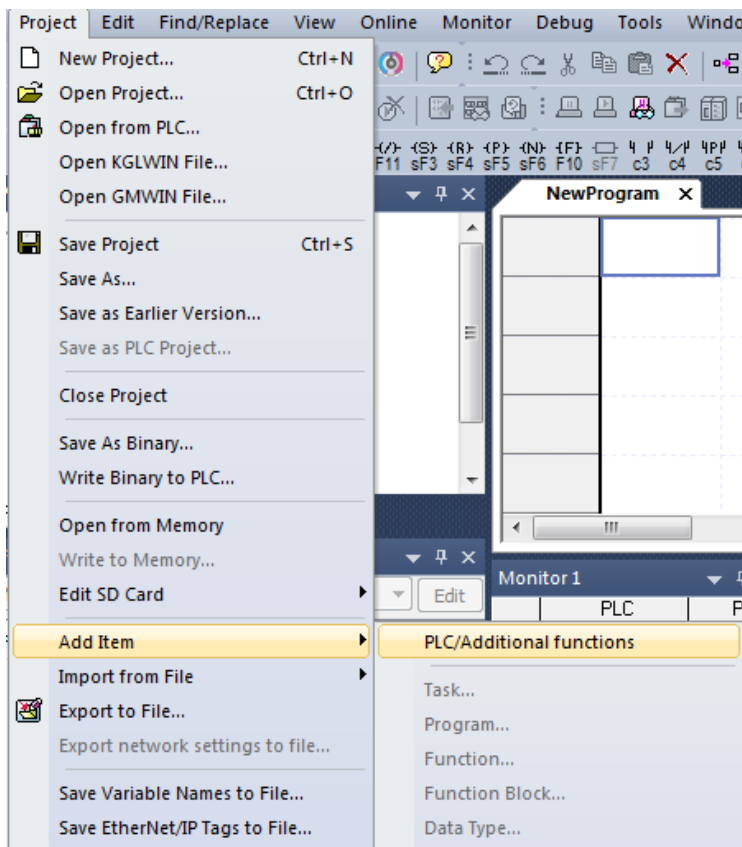 Project Edit Find/Replace View Online Monitor Debug Tools Windo
New Project... Ctrl+N
Open Project... Ctrl+O
Open from PLC...
Open KGLWIN File...
Open GMWIN File...
Save Project Ctrl+S
Save As...
Save as Earlier Version...
Save as PLC Project...
Close Project
Save As Binary...
Write Binary to PLC...
Open from Memory
Write to Memory...
Edit SD Card
Add Item
Import from File
Export to File...
Export network settings to file...
Save Variable Names to File...
Save EtherNet/IP Tags to File...
F11 sF3 sF4 sF5 sF6 F10 sF7 c3 c4 c5
NewProgram
Edit
Monitor 1
PLC P
PLC/Additional functions
Task...
Program...
Function...
Function Block...
Data Type...